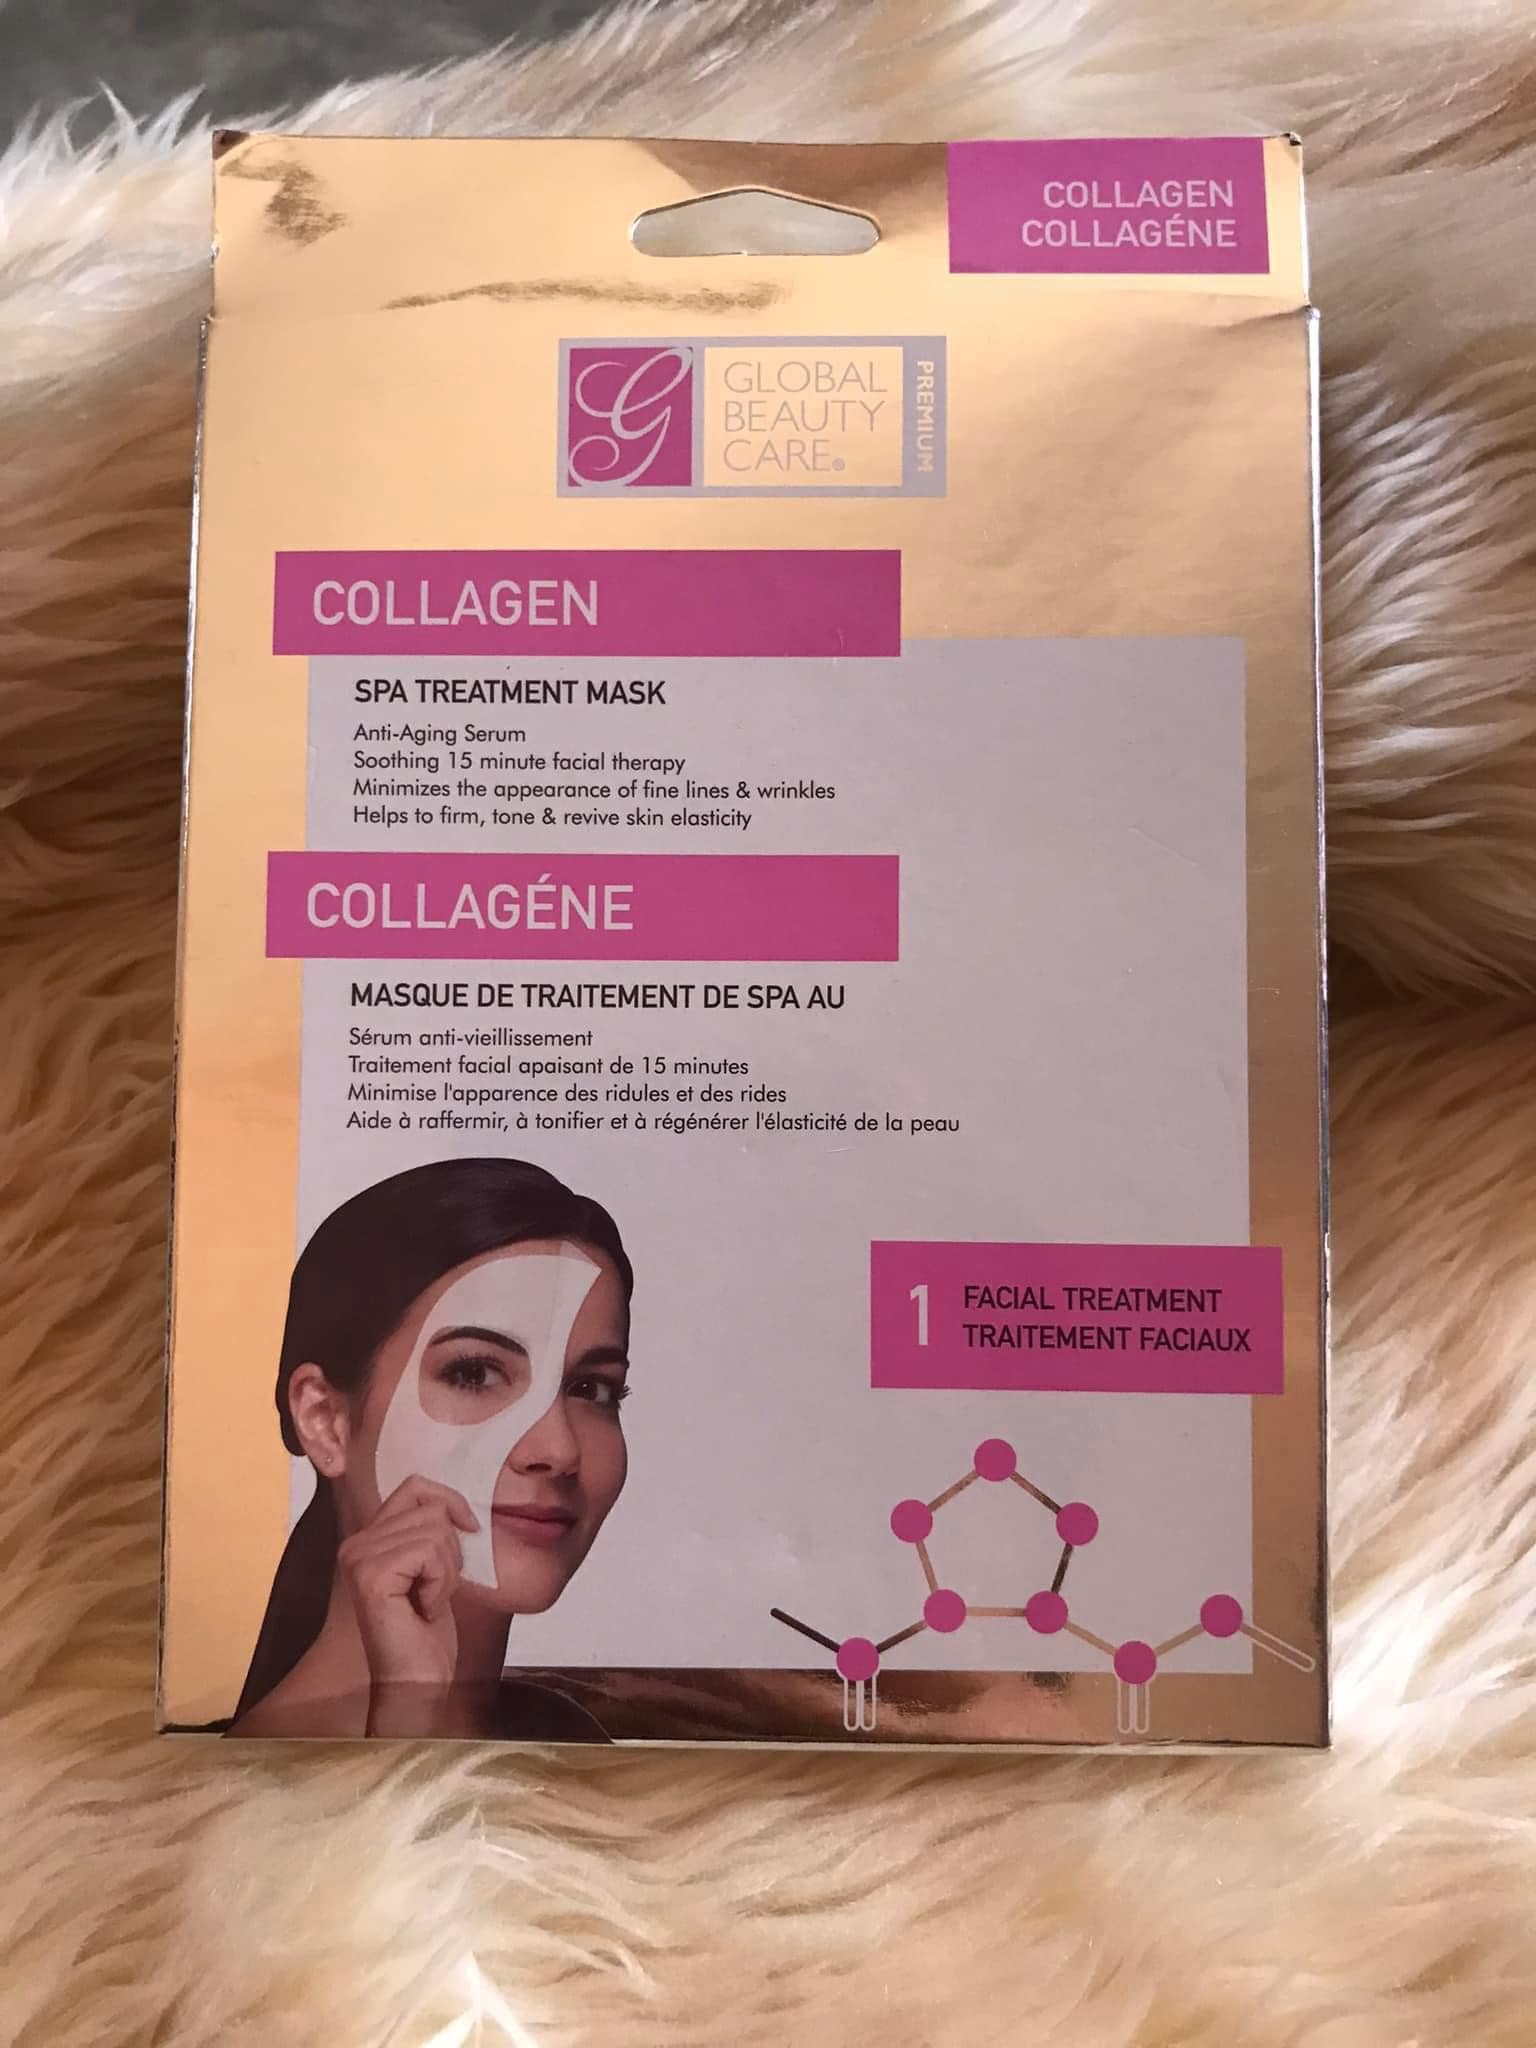 COLLAGEN
COLLAGÉNE
G
GLOBAL
BEAUTY
CARE®
PREMIUM
COLLAGEN
SPA TREATMENT MASK
Anti-Aging Serum
Soothing 15 minute facial therapy
Minimizes the appearance of fine lines & wrinkles
Helps to firm, tone & revive skin elasticity
COLLAGÉNE
MASQUE DE TRAITEMENT DE SPA AU
Sérum anti-vieillissement
Traitement facial apaisant de 15 minutes
Minimise l'apparence des ridules et des rides
Aide à raffermir, à tonifier et à régénérer l'élasticité de la peau
1 FACIAL TREATMENT
TRAITEMENT FACIAUX